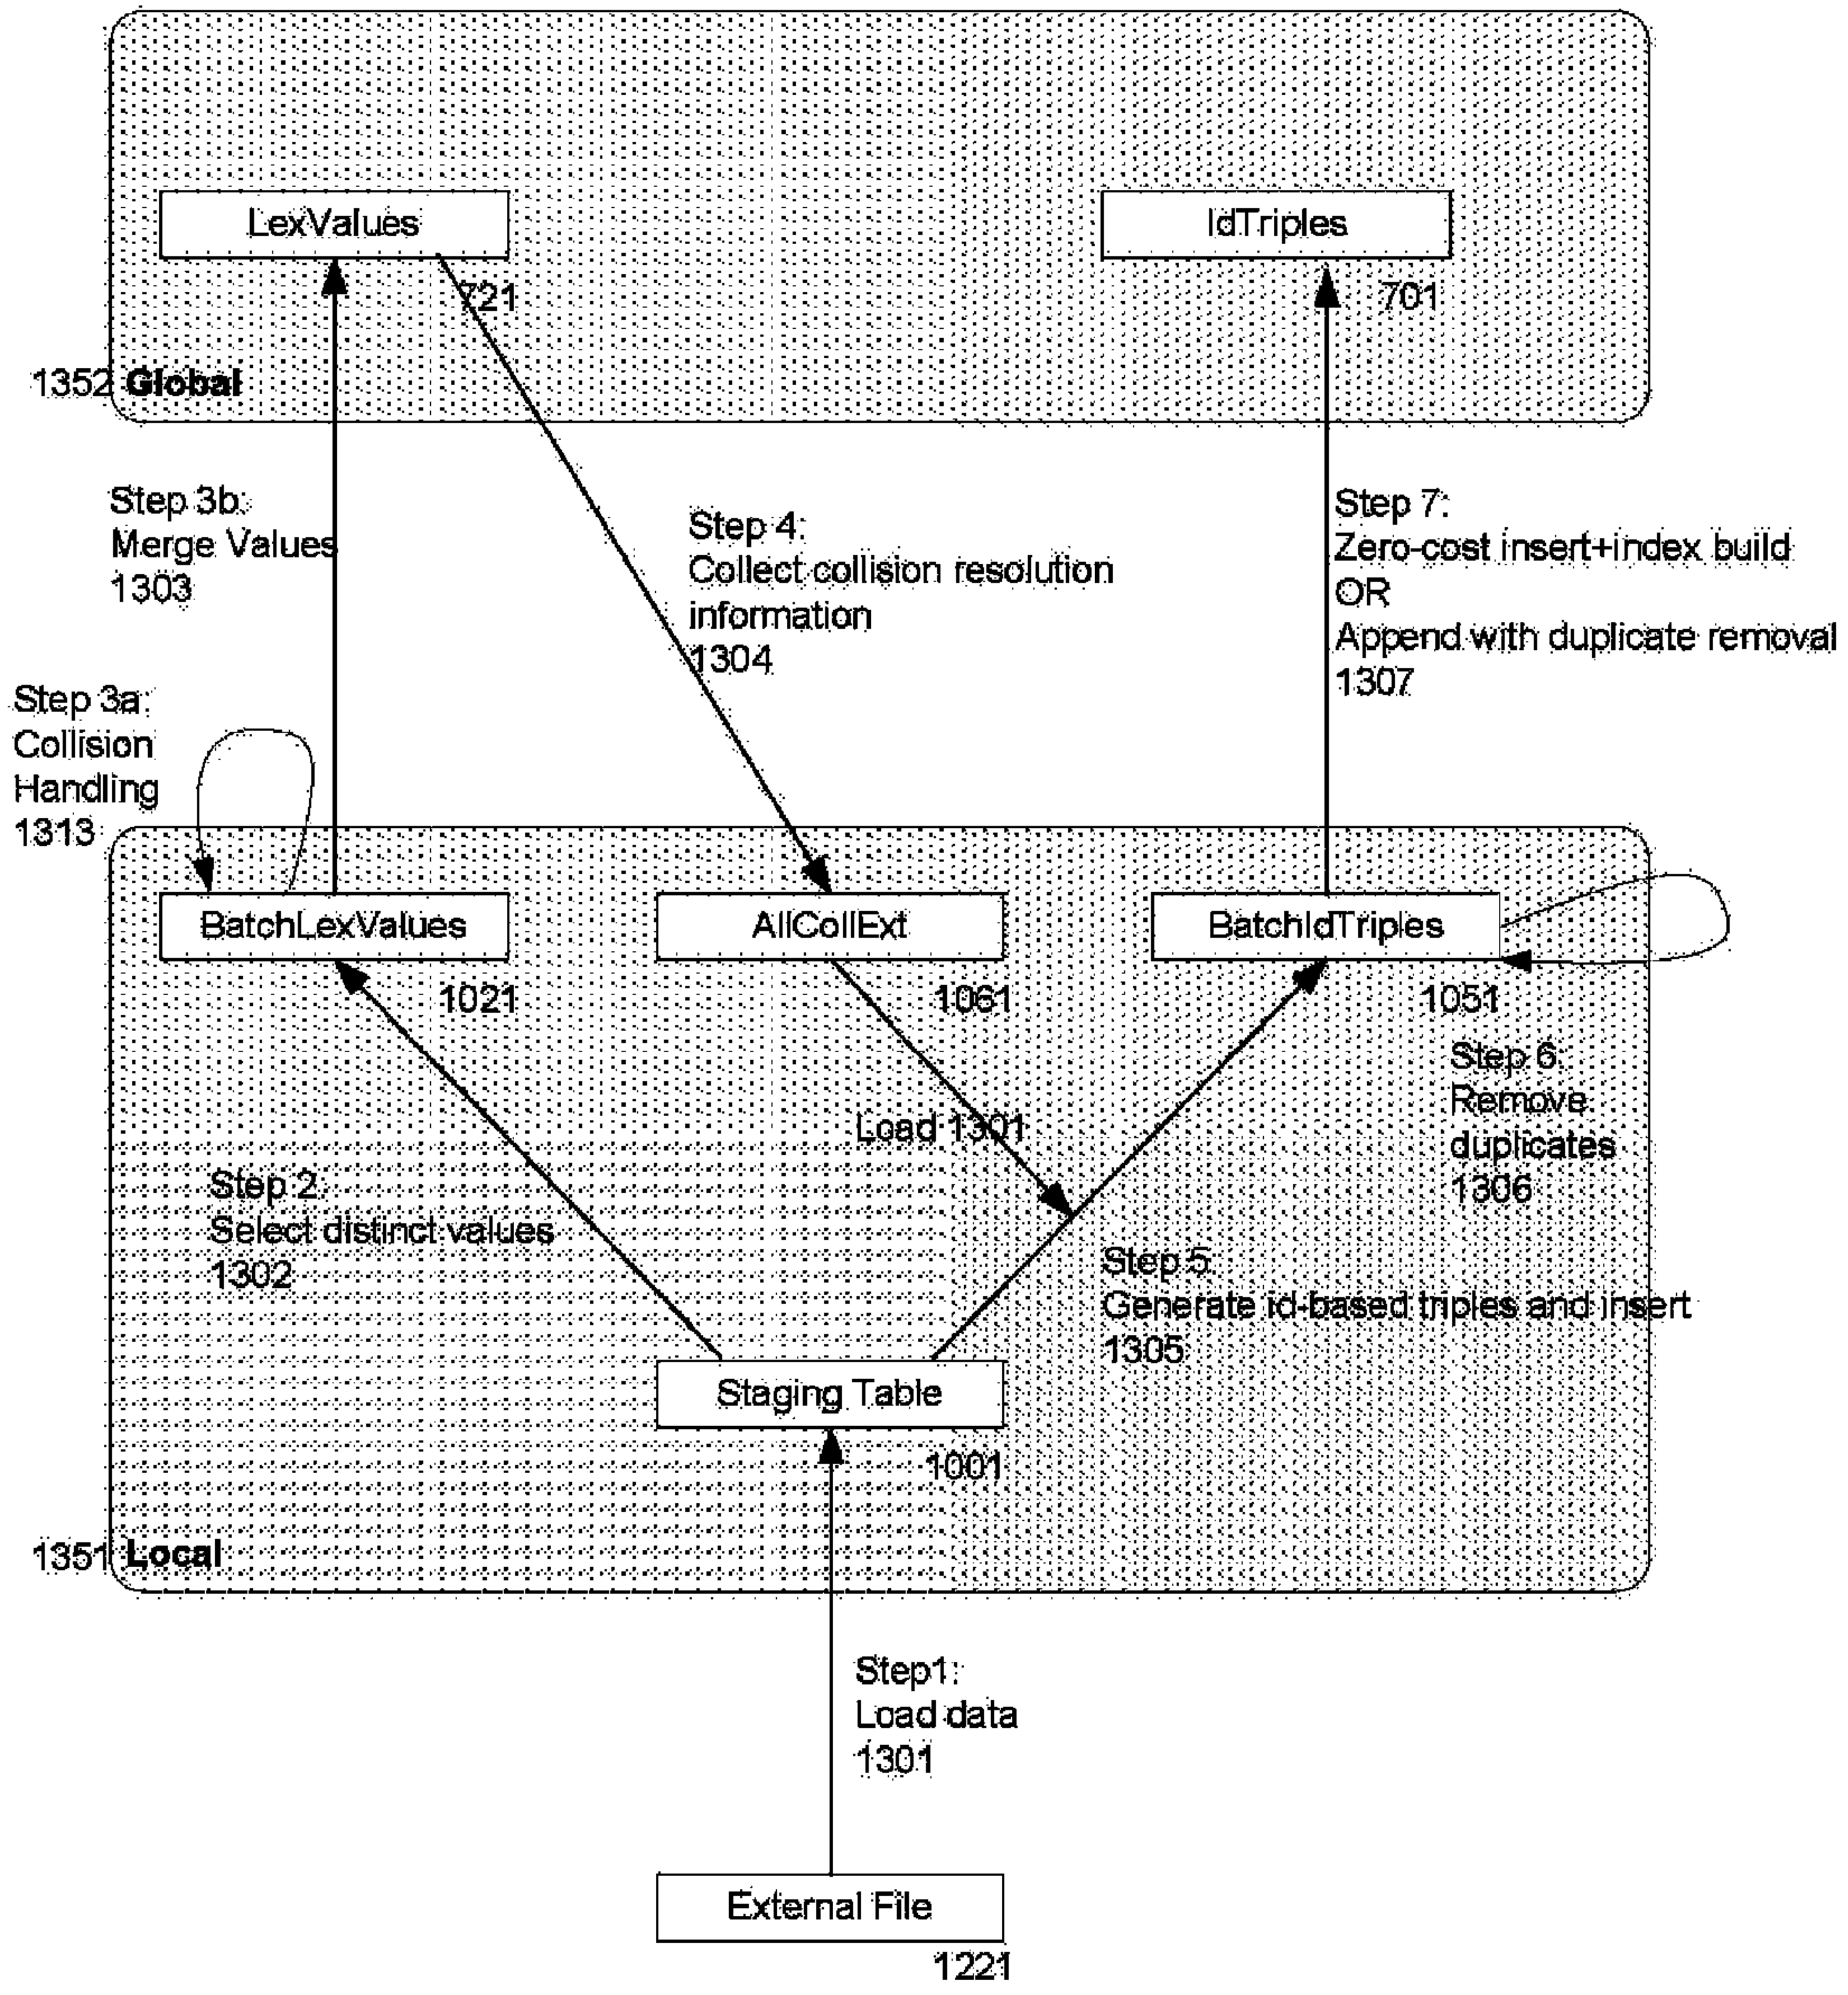 LexValues
IdTriples
721
701
1352 Global
Step 3b:
Merge Values
1303
Step 4:
Collect collision resolution
information
1304
Step 7:
Zero-cost insert+index build
OR
Append with duplicate removal
1307
Step 3a:
Collision
Handling
1313
BatchLexValues
AllCollExt
BatchIdTriples
1021
1061
1051
Step 6:
Remove
duplicates
1306
Load 1301
Step 2:
Select distinct values
1302
Step 5:
Generate id-based triples and insert
1305
Staging Table
1001
1351 Local
Step1:
Load data
1301
External File
1221